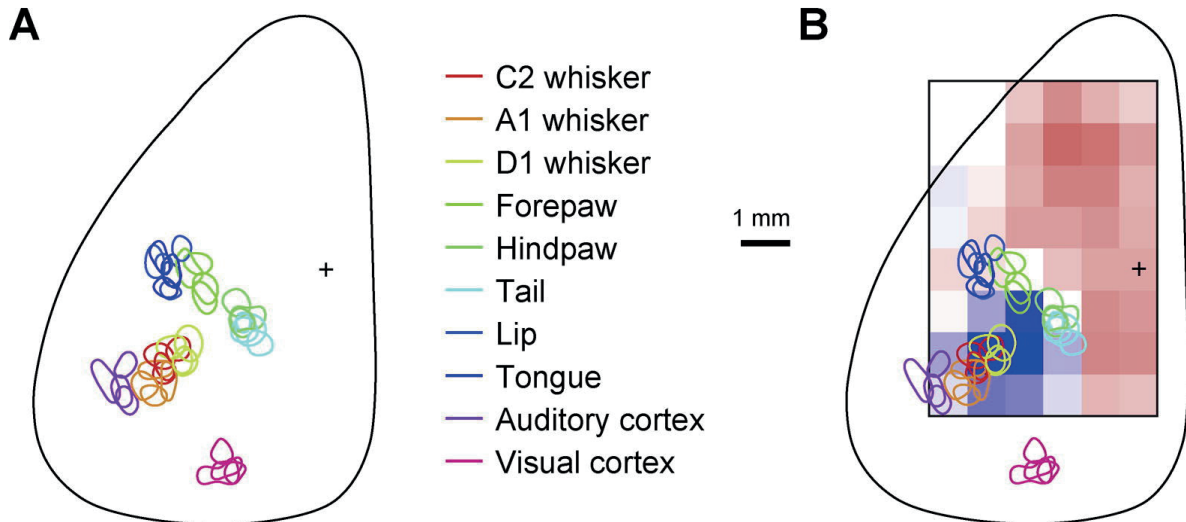 A
C2 whisker
A1 whisker
D1 whisker
Forepaw
Hindpaw
Tail
Lip
Tongue
Auditory cortex
Visual cortex
1 mm
B
+
+